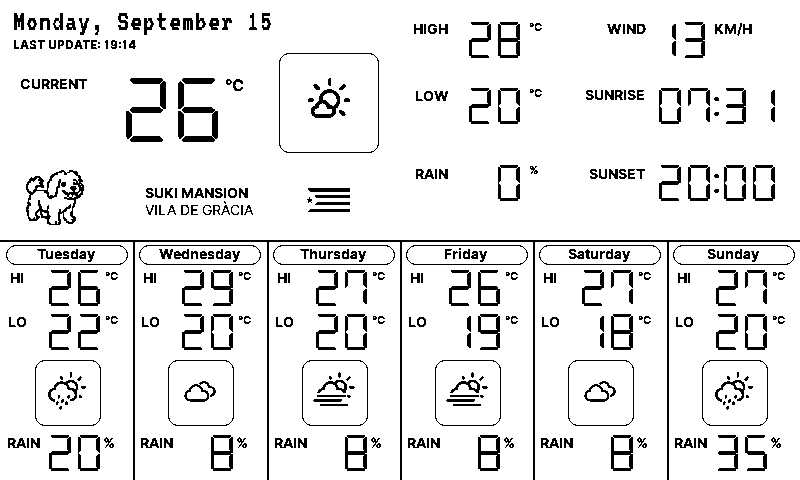 Monday, September 15
LAST UPDATE: 19:14
CURRENT 26 °C
HIGH 28 °C
WIND 13 KM/H
LOW 20 °C
SUNRISE 07:31
RAIN 0 %
SUNSET 20:00
SUKI MANSION
VILA DE GRÀCIA
Tuesday
HI 26 °C
LO 22 °C
RAIN 20 %
Wednesday
HI 29 °C
LO 20 °C
RAIN 8 %
Thursday
HI 27 °C
LO 20 °C
RAIN 8 %
Friday
HI 26 °C
LO 19 °C
RAIN 8 %
Saturday
HI 27 °C
LO 18 °C
RAIN 8 %
Sunday
HI 27 °C
LO 20 °C
RAIN 35 %